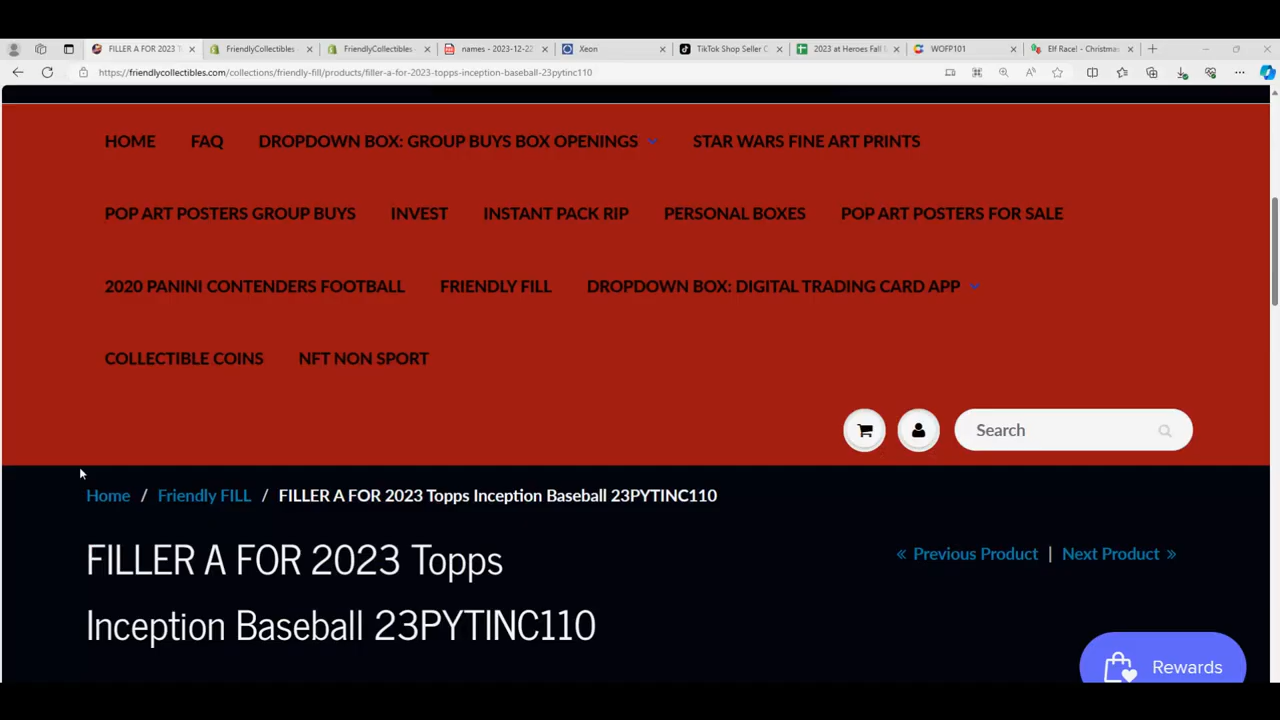 FILLER A FOR 2023 T
FriendlyCollectibles
FriendlyCollectibles
names - 2023-12-22
Xeon
TikTok Shop Seller C
2023 at Heroes Fall
WOFP101
Elf Race! - Christmas
https://friendlycollectibles.com/collections/friendly-fill/products/filler-a-for-2023-topps-inception-baseball-23pytinc110
HOME FAQ DROPDOWN BOX: GROUP BUYS BOX OPENINGS STAR WARS FINE ART PRINTS
POP ART POSTERS GROUP BUYS INVEST INSTANT PACK RIP PERSONAL BOXES POP ART POSTERS FOR SALE
2020 PANINI CONTENDERS FOOTBALL FRIENDLY FILL DROPDOWN BOX: DIGITAL TRADING CARD APP
COLLECTIBLE COINS NFT NON SPORT
Search
Home / Friendly FILL / FILLER A FOR 2023 Topps Inception Baseball 23PYTINC110
FILLER A FOR 2023 Topps
Inception Baseball 23PYTINC110
« Previous Product | Next Product »
Rewards